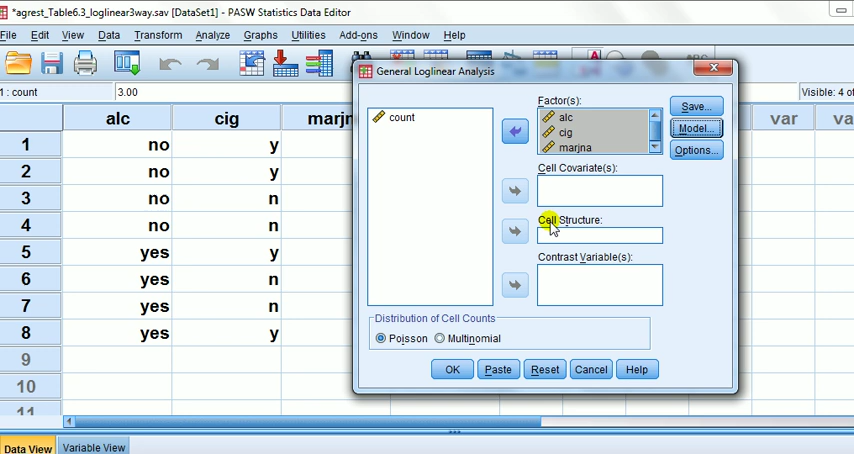 *agrest_Table6.3_loglinear3way.sav [DataSet1] - PASW Statistics Data Editor
File Edit View Data Transform Analyze Graphs Utilities Add-ons Window Help
1 : count 3.00 Visible: 4 of
alc cig marjn var va
1 no y
2 no y
3 no n
4 no n
5 yes y
6 yes n
7 yes n
8 yes y
9
10
11
Data View Variable View
General Loglinear Analysis
count
Factor(s):
alc
cig
marjna
Save...
Model...
Options...
Cell Covariate(s):
Cell Structure:
Contrast Variable(s):
Distribution of Cell Counts
Poisson Multinomial
OK Paste Reset Cancel Help